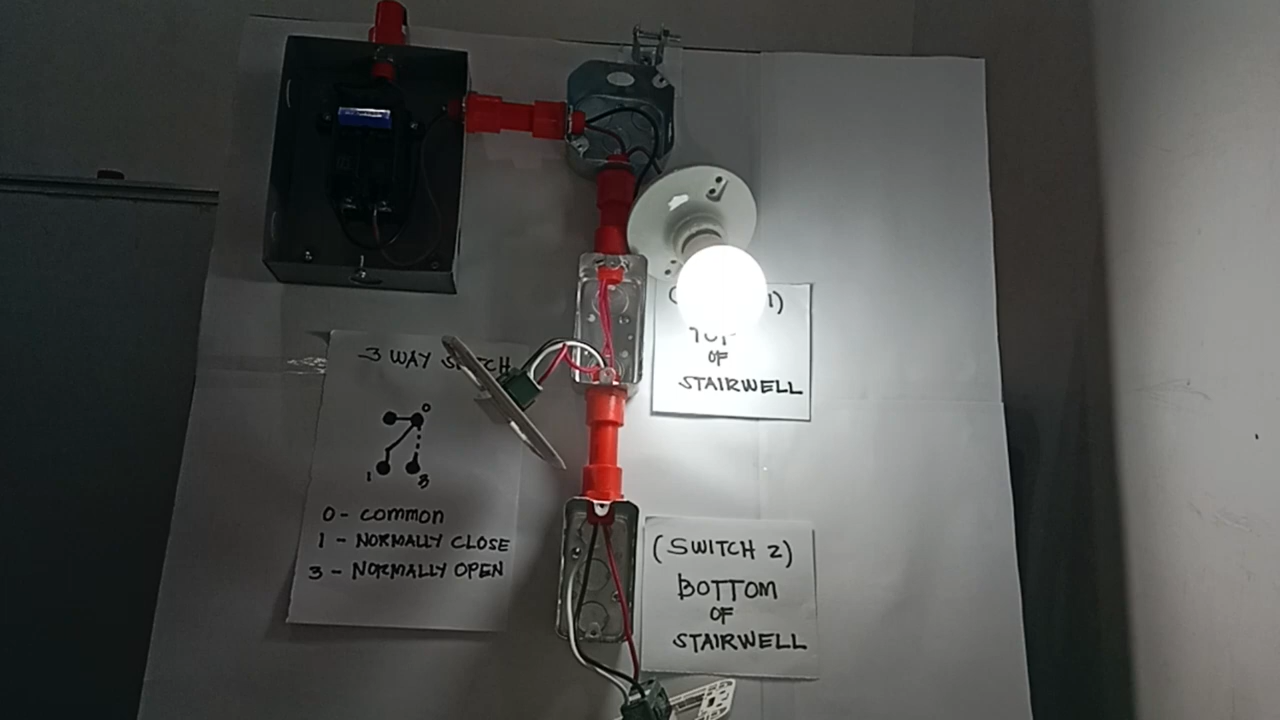 3 WAY
0
1
3
0 - COMMON
1 - NORMALLY CLOSE
3 - NORMALLY OPEN
1)
OF
STAIRWELL
(SWITCH 2)
BOTTOM
OF
STAIRWELL